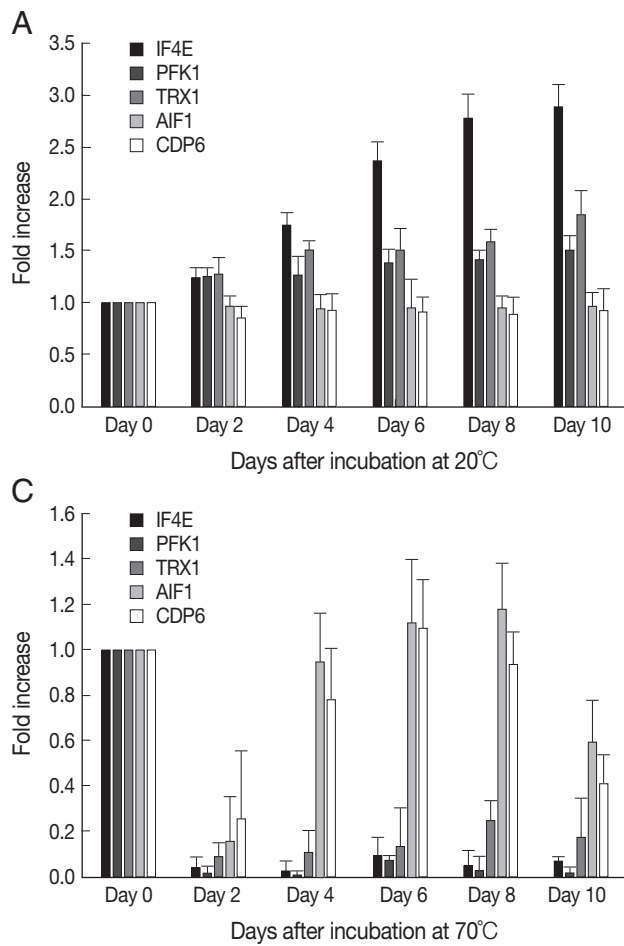 A
3.5
3.0
2.5
2.0
1.5
1.0
0.5
0.0
Fold increase
IF4E
PFK1
TRX1
AIF1
CDP6
Day 0 Day 2 Day 4 Day 6 Day 8 Day 10
Days after incubation at 20℃
C
1.6
1.4
1.2
1.0
0.8
0.6
0.4
0.2
0.0
Fold increase
IF4E
PFK1
TRX1
AIF1
CDP6
Day 0 Day 2 Day 4 Day 6 Day 8 Day 10
Days after incubation at 70℃